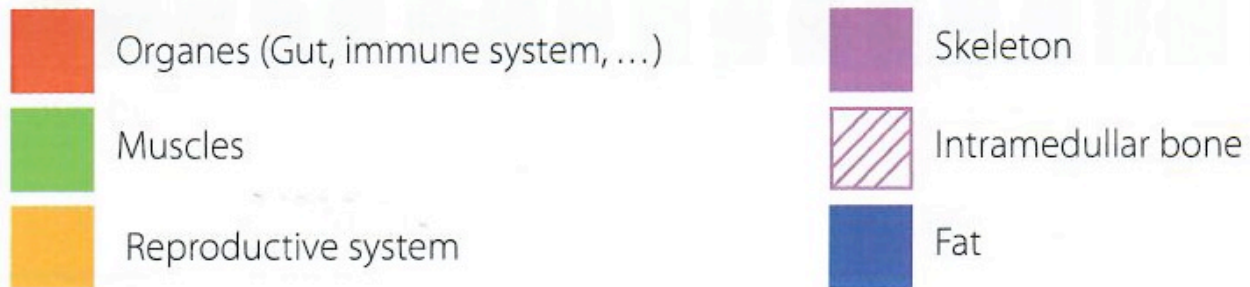 Organes (Gut, immune system, ...)
Muscles
Reproductive system
Skeleton
Intramedullar bone
Fat